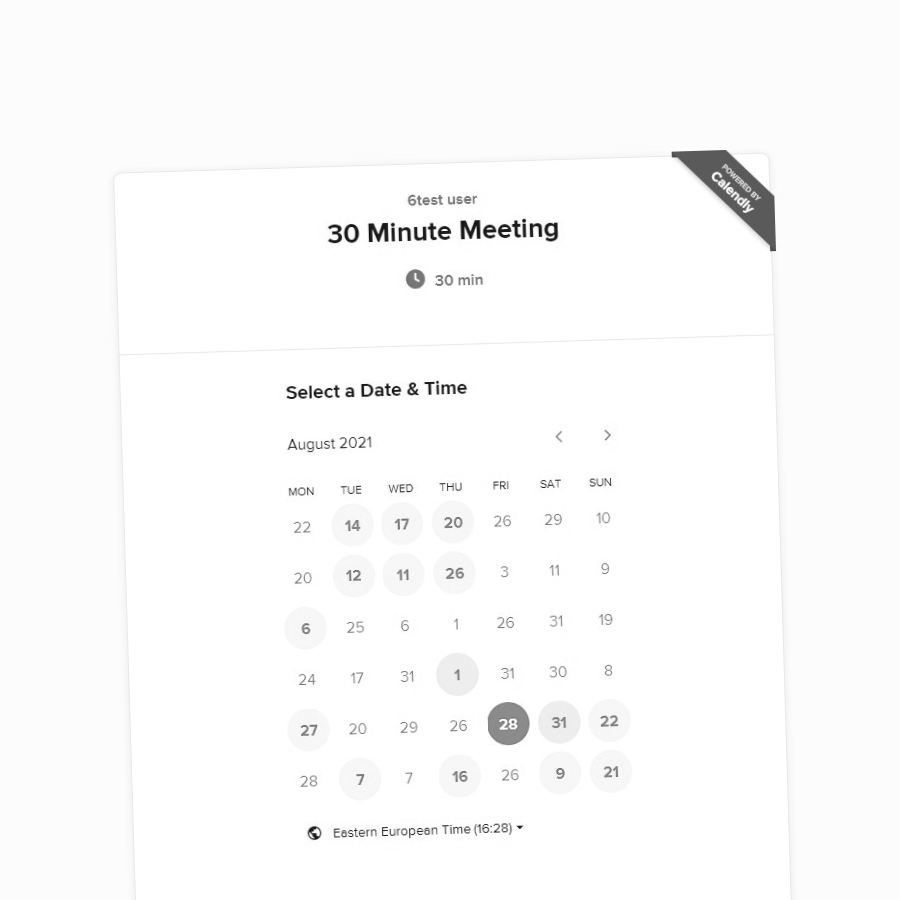 POWERED BY
Calendly
6test user
30 Minute Meeting
30 min
Select a Date & Time
August 2021
MON TUE WED THU FRI SAT SUN
22 14 17 20 26 29 10
20 12 11 26 3 11 9
6 25 6 1 26 31 19
24 17 31 1 31 30 8
27 20 29 26 28 31 22
28 7 7 16 26 9 21
Eastern European Time (16:28)